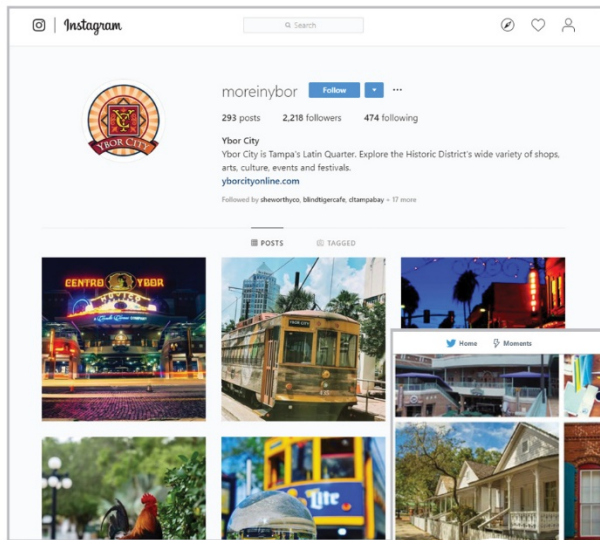 Instagram
Search
moreinybor Follow ...
293 posts 2,218 followers 474 following
Ybor City
Ybor City is Tampa's Latin Quarter. Explore the Historic District's wide variety of shops,
arts, culture, events and festivals.
yborcityonline.com
Followed by sheworthyco, blindtigercafe, cltampabay + 17 more
POSTS TAGGED
YBOR CITY
CENTRO YBOR
Lite
Home Moments